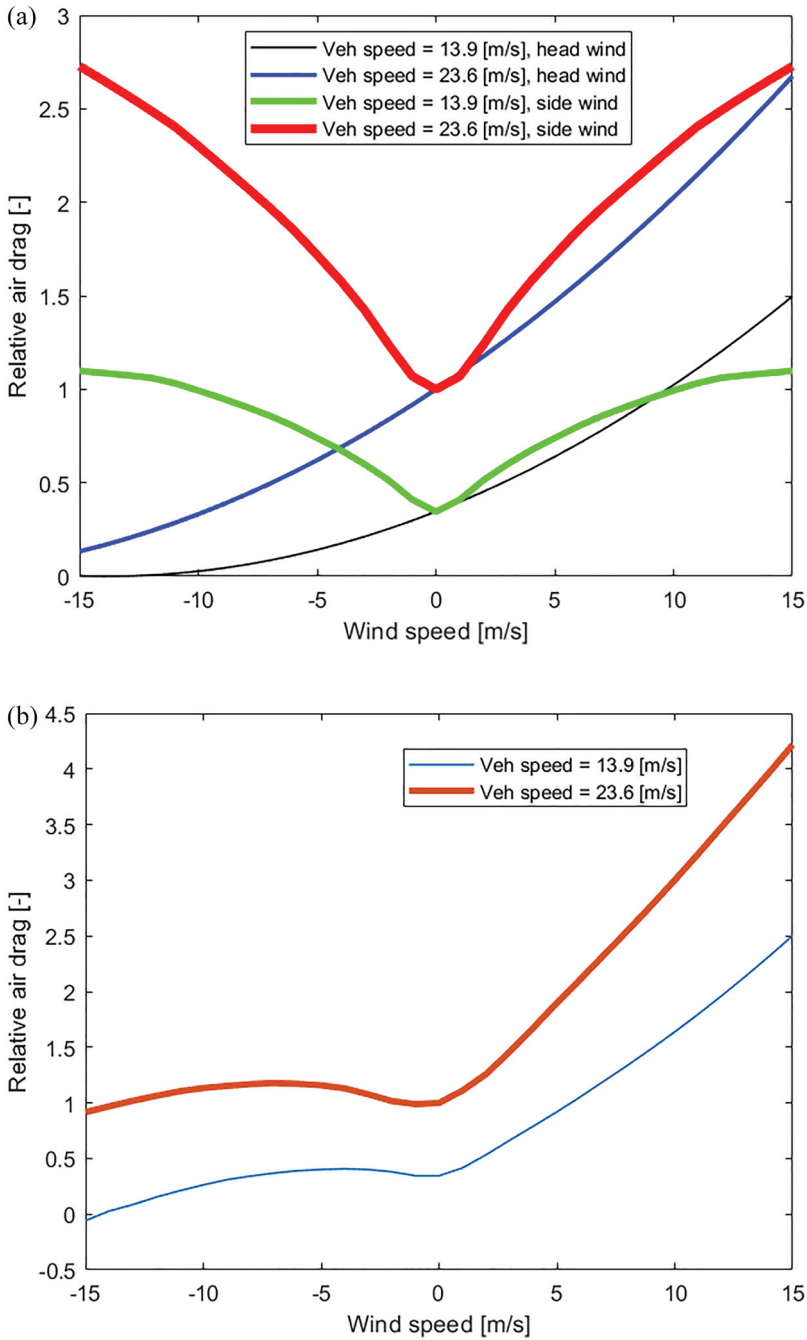 (a)
3
2.5
2
1.5
1
0.5
0
Relative air drag [-]
Veh speed = 13.9 [m/s], head wind
Veh speed = 23.6 [m/s], head wind
Veh speed = 13.9 [m/s], side wind
Veh speed = 23.6 [m/s], side wind
-15 -10 -5 0 5 10 15
Wind speed [m/s]
(b)
4.5
4
3.5
3
2.5
2
1.5
1
0.5
0
-0.5
Relative air drag [-]
Veh speed = 13.9 [m/s]
Veh speed = 23.6 [m/s]
-15 -10 -5 0 5 10 15
Wind speed [m/s]